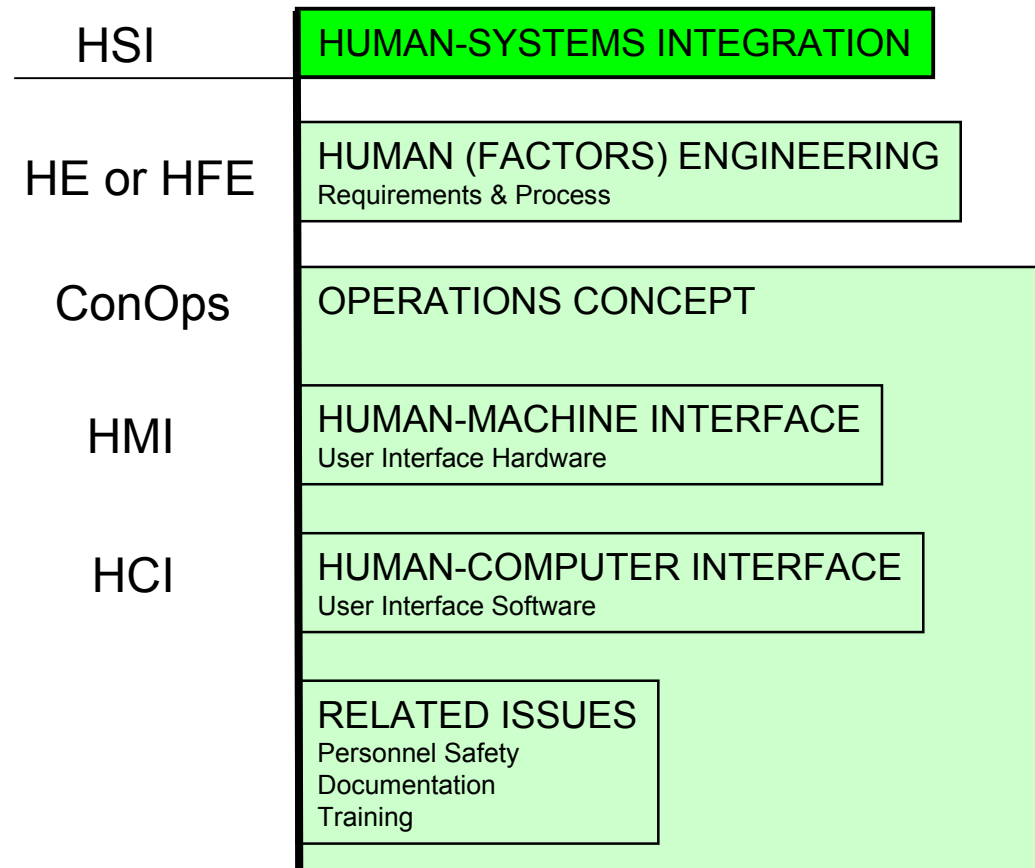 HSI
HUMAN-SYSTEMS INTEGRATION
HE or HFE
HUMAN (FACTORS) ENGINEERING
Requirements & Process
ConOps
OPERATIONS CONCEPT
HMI
HUMAN-MACHINE INTERFACE
User Interface Hardware
HCI
HUMAN-COMPUTER INTERFACE
User Interface Software
RELATED ISSUES
Personnel Safety
Documentation
Training